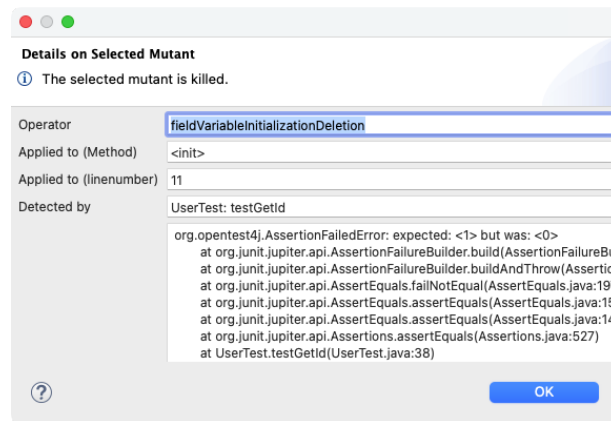 Details on Selected Mutant
The selected mutant is killed.
Operator
fieldVariableInitializationDeletion
Applied to (Method)
<init>
Applied to (linenumber)
11
Detected by
UserTest: testGetId
org.opentest4j.AssertionFailedError: expected: <1> but was: <0>
at org.junit.jupiter.api.AssertionFailureBuilder.build(AssertionFailureBu
at org.junit.jupiter.api.AssertionFailureBuilder.buildAndThrow(Assertio
at org.junit.jupiter.api.AssertEquals.failNotEqual(AssertEquals.java:19
at org.junit.jupiter.api.AssertEquals.assertEquals(AssertEquals.java:15
at org.junit.jupiter.api.AssertEquals.assertEquals(AssertEquals.java:14
at org.junit.jupiter.api.Assertions.assertEquals(Assertions.java:527)
at UserTest.testGetId(UserTest.java:38)
?
OK